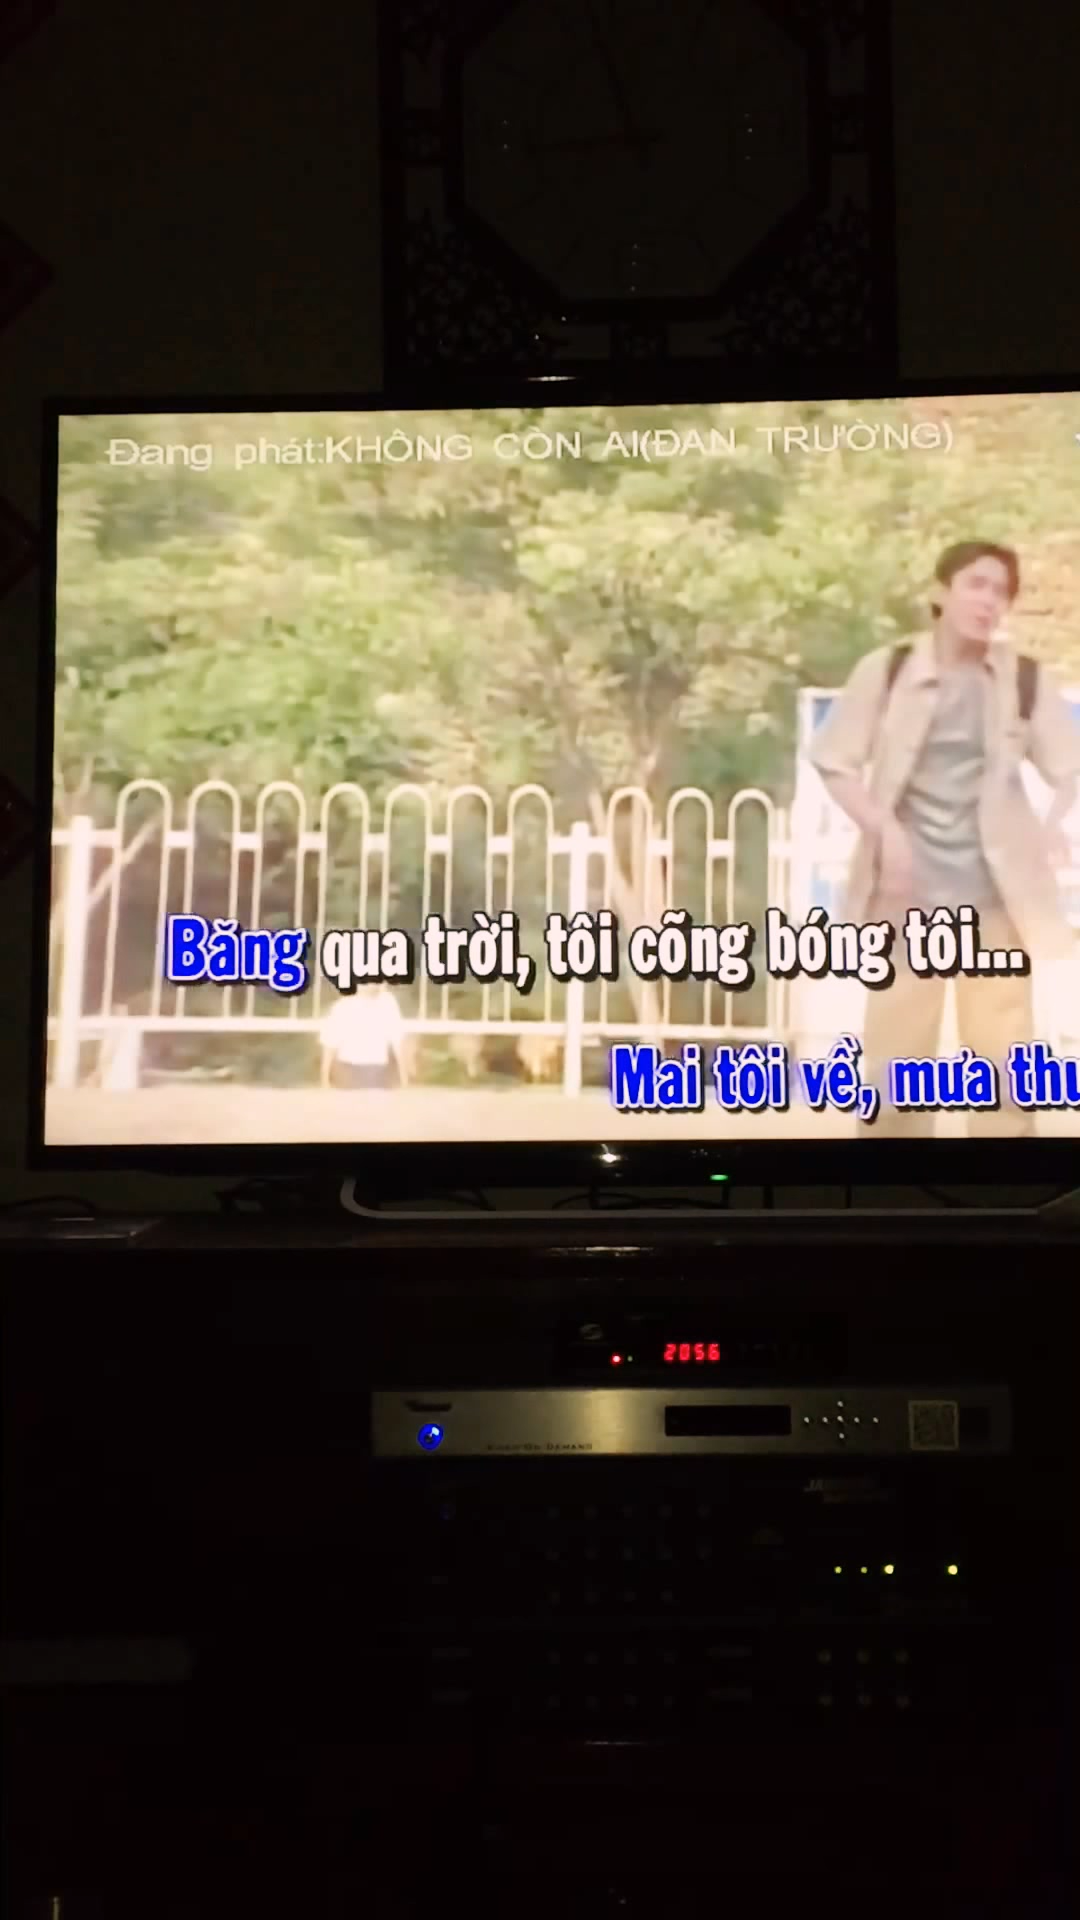 Đang phát:KHÔNG CÒN AI(ĐAN TRƯỜNG)
Băng qua trời, tôi cõng bóng tôi...
Mai tôi về, mưa
2056